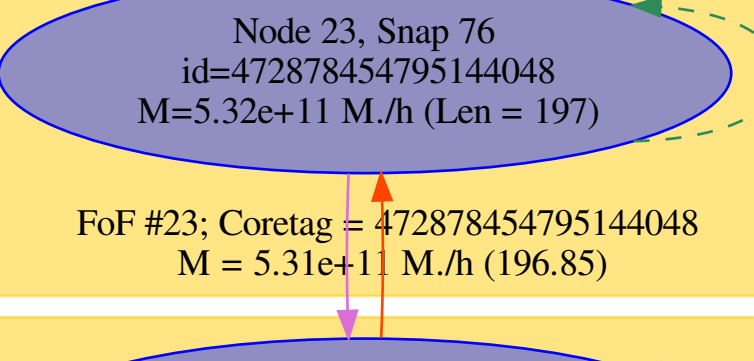 Node 23, Snap 76
id=472878454795144048
M=5.32e+11 M./h (Len = 197)
FoF #23; Coretag = 472878454795144048
M = 5.31e+11 M./h (196.85)